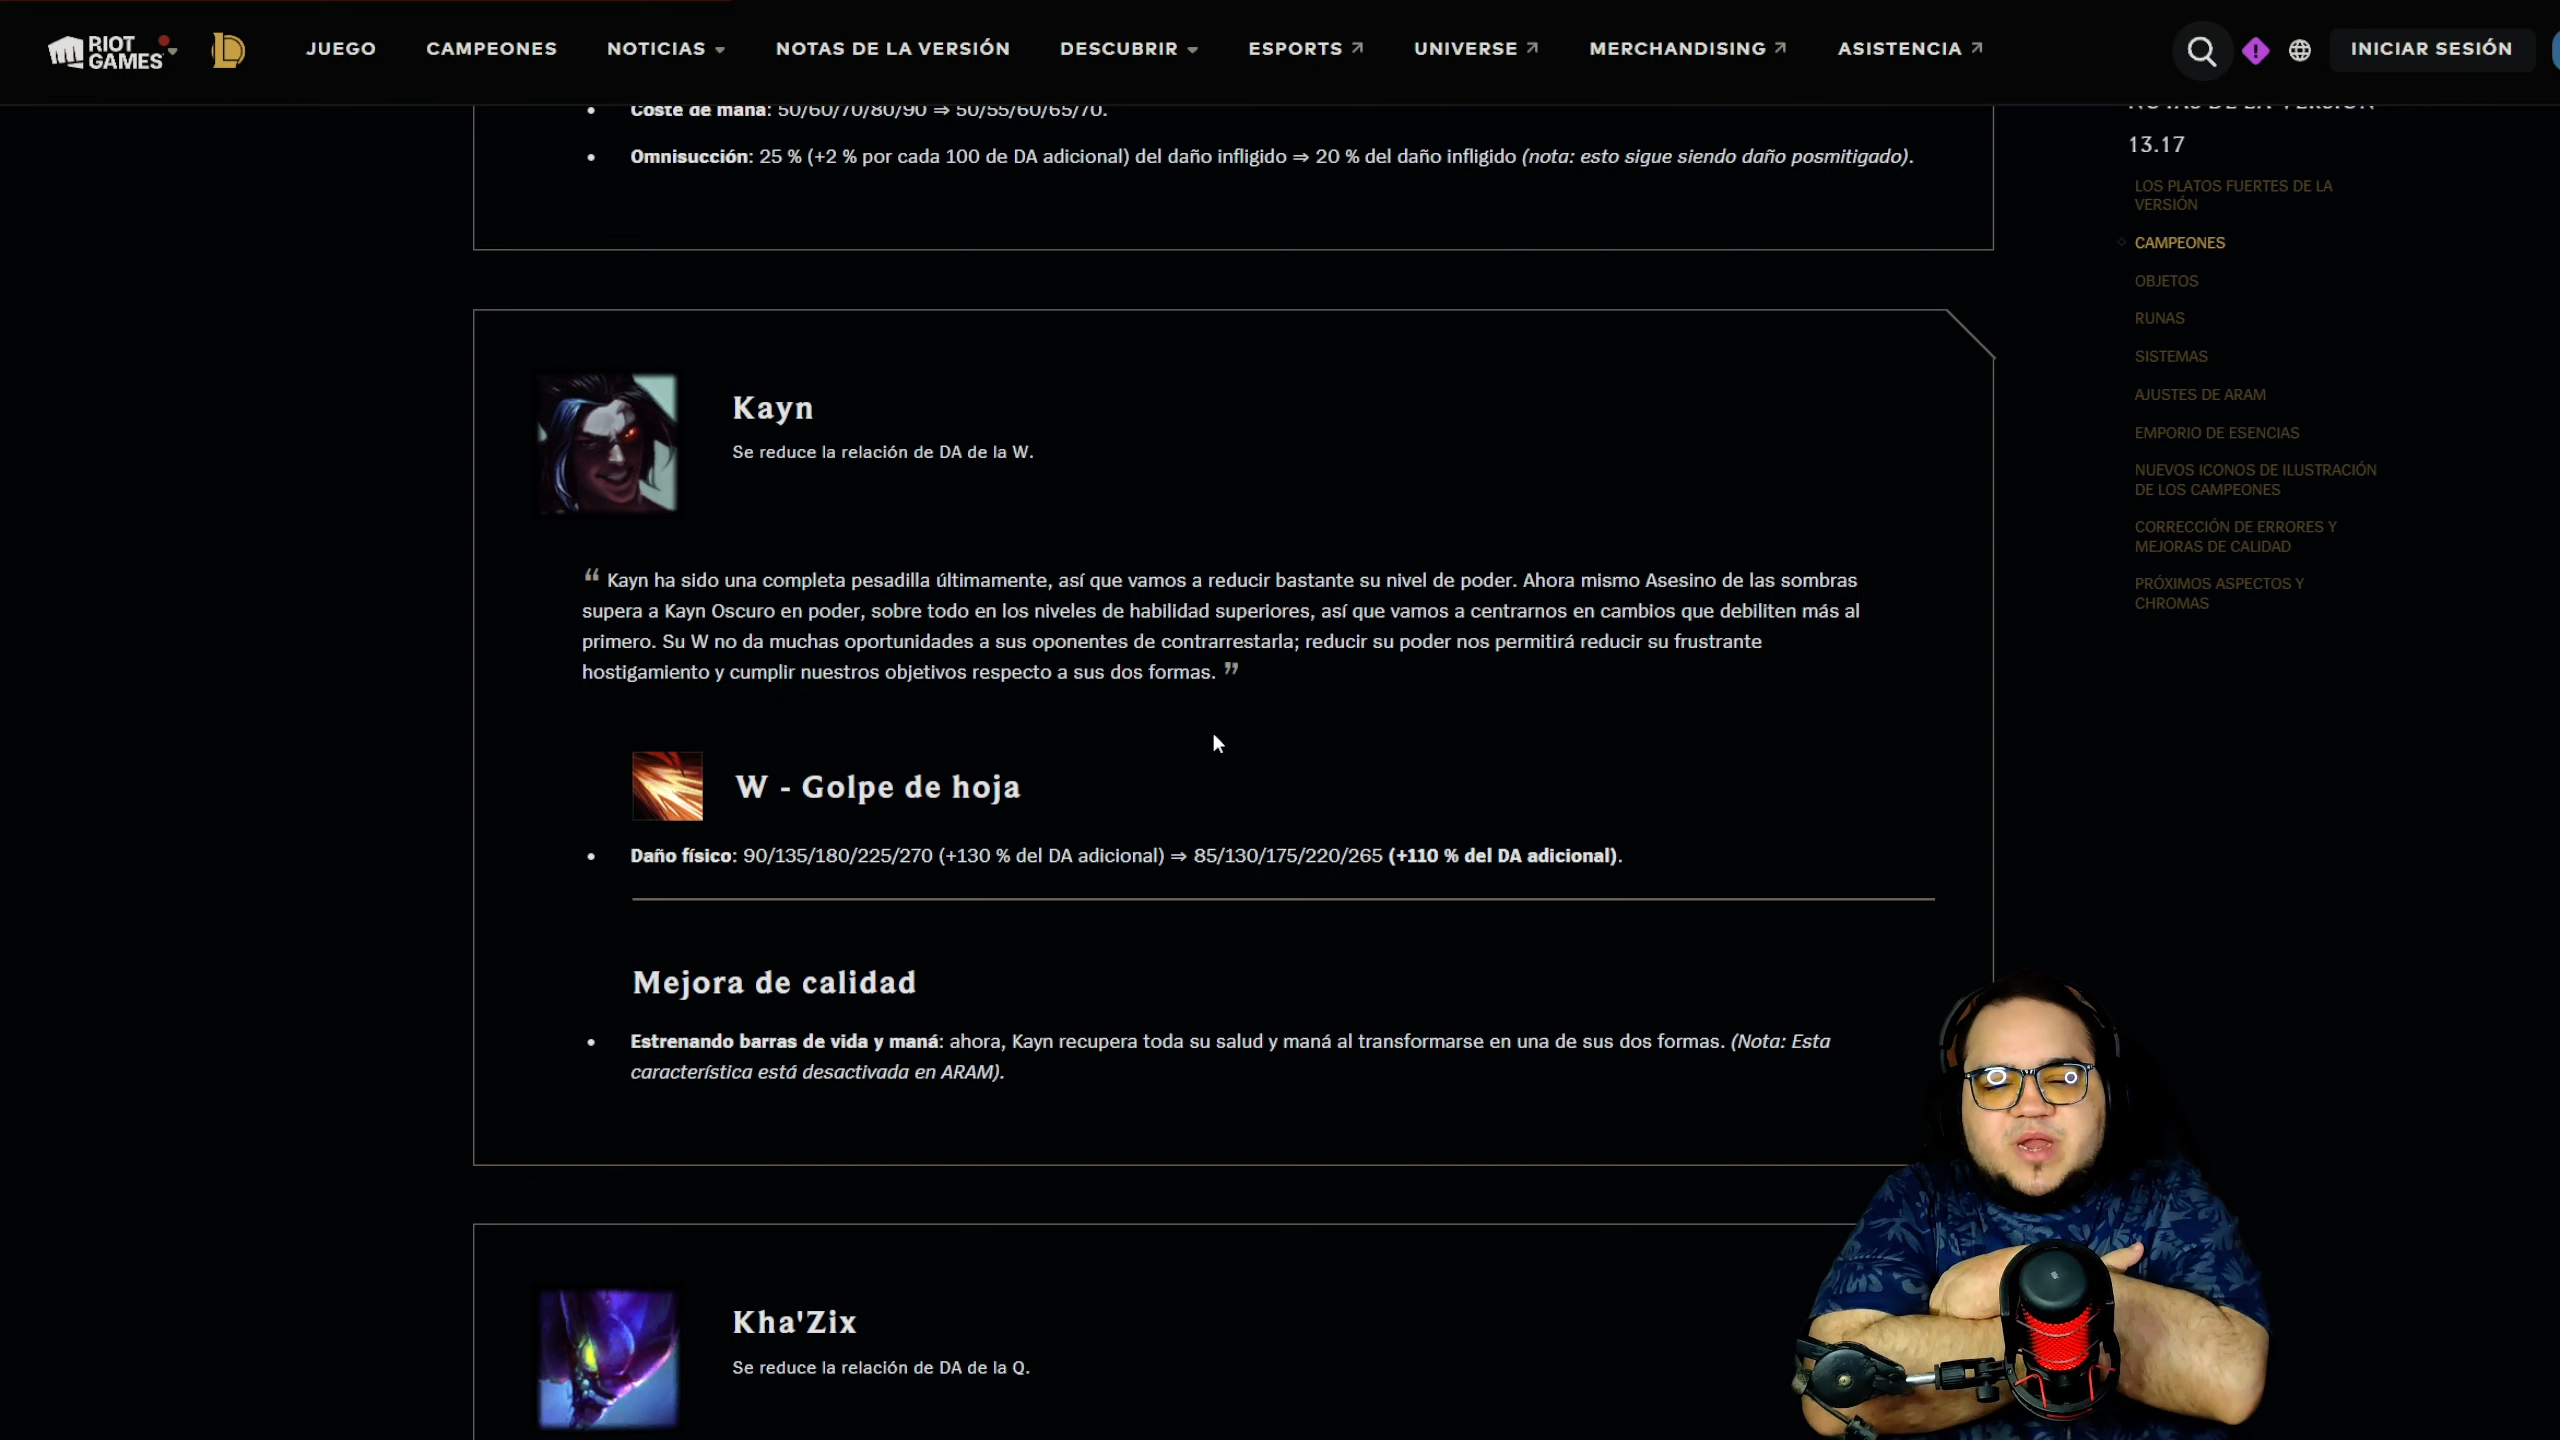 RIOT GAMES
JUEGO CAMPEONES NOTICIAS NOTAS DE LA VERSIÓN DESCUBRIR ESPORTS UNIVERSE MERCHANDISING ASISTENCIA INICIAR SESIÓN
Coste de maná: 50/60/70/80/90 ⇒ 50/55/60/65/70.
Omnisucción: 25 % (+2 % por cada 100 de DA adicional) del daño infligido ⇒ 20 % del daño infligido (nota: esto sigue siendo daño posmitigado).
Kayn
Se reduce la relación de DA de la W.
“ Kayn ha sido una completa pesadilla últimamente, así que vamos a reducir bastante su nivel de poder. Ahora mismo Asesino de las sombras
supera a Kayn Oscuro en poder, sobre todo en los niveles de habilidad superiores, así que vamos a centrarnos en cambios que debiliten más al
primero. Su W no da muchas oportunidades a sus oponentes de contrarrestarla; reducir su poder nos permitirá reducir su frustrante
hostigamiento y cumplir nuestros objetivos respecto a sus dos formas. ”
W - Golpe de hoja
Daño físico: 90/135/180/225/270 (+130 % del DA adicional) ⇒ 85/130/175/220/265 (+110 % del DA adicional).
Mejora de calidad
Estrenando barras de vida y maná: ahora, Kayn recupera toda su salud y maná al transformarse en una de sus dos formas. (Nota: Esta
característica está desactivada en ARAM).
Kha'Zix
Se reduce la relación de DA de la Q.
NOTAS DE LA VERSIÓN
13.17
LOS PLATOS FUERTES DE LA
VERSIÓN
CAMPEONES
OBJETOS
RUNAS
SISTEMAS
AJUSTES DE ARAM
EMPORIO DE ESENCIAS
NUEVOS ICONOS DE ILUSTRACIÓN
DE LOS CAMPEONES
CORRECCIÓN DE ERRORES Y
MEJORAS DE CALIDAD
PRÓXIMOS ASPECTOS Y
CHROMAS